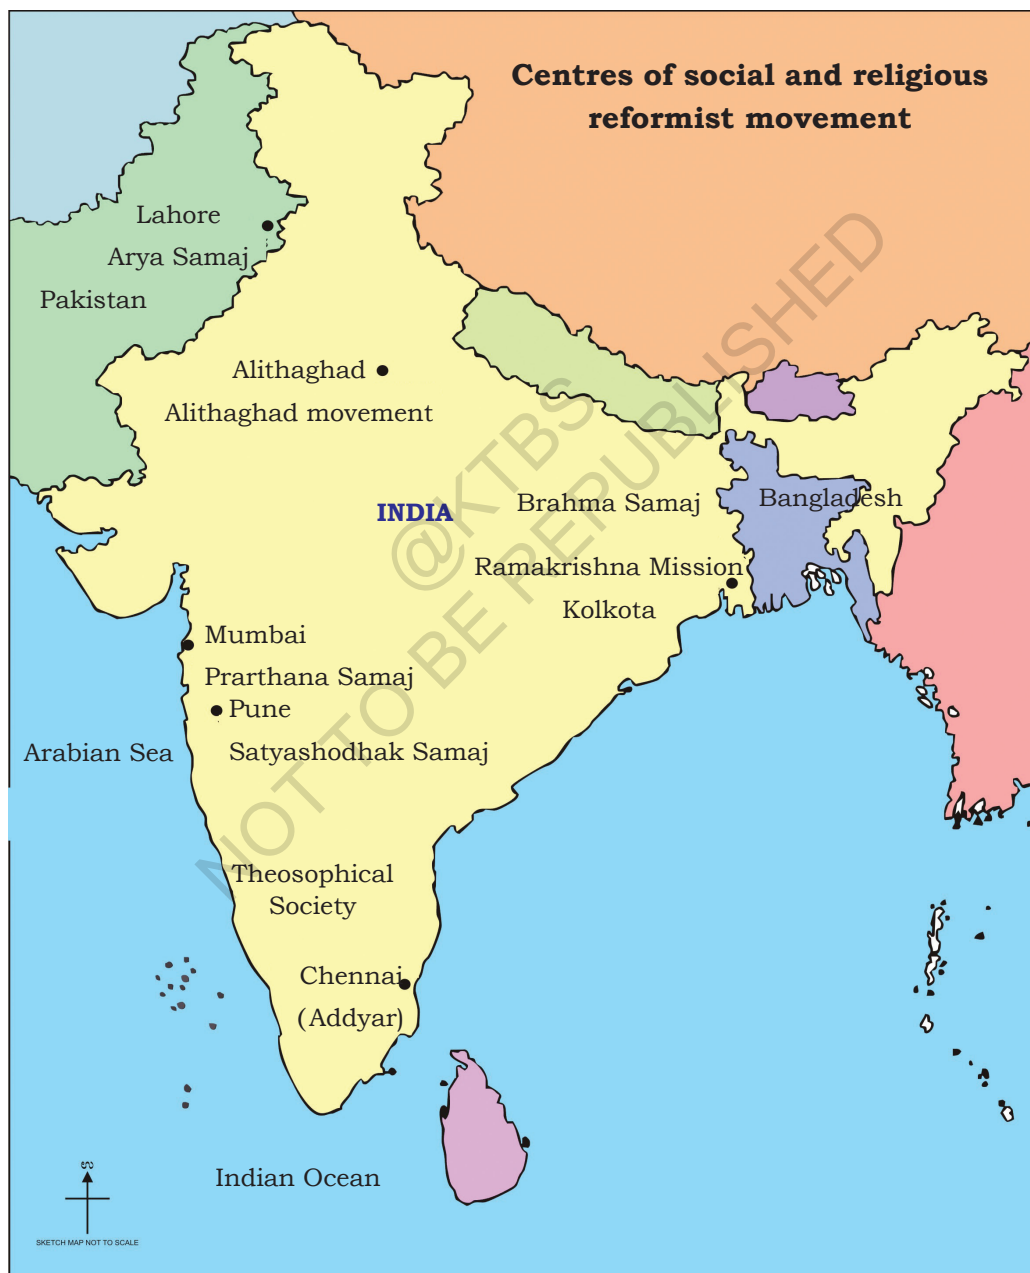 Centres of social and religious
reformist movement
Lahore
Arya Samaj
Pakistan
Alithaghad
Alithaghad movement
INDIA
Brahma Samaj
Bangladesh
Ramakrishna Mission
Kolkota
Mumbai
Prarthana Samaj
Pune
Arabian Sea
Satyashodhak Samaj
Theosophical
Society
Chennai
(Addyar)
Indian Ocean
SKETCH MAP NOT TO SCALE
@KTBS
NOT TO BE REPUBLISHED